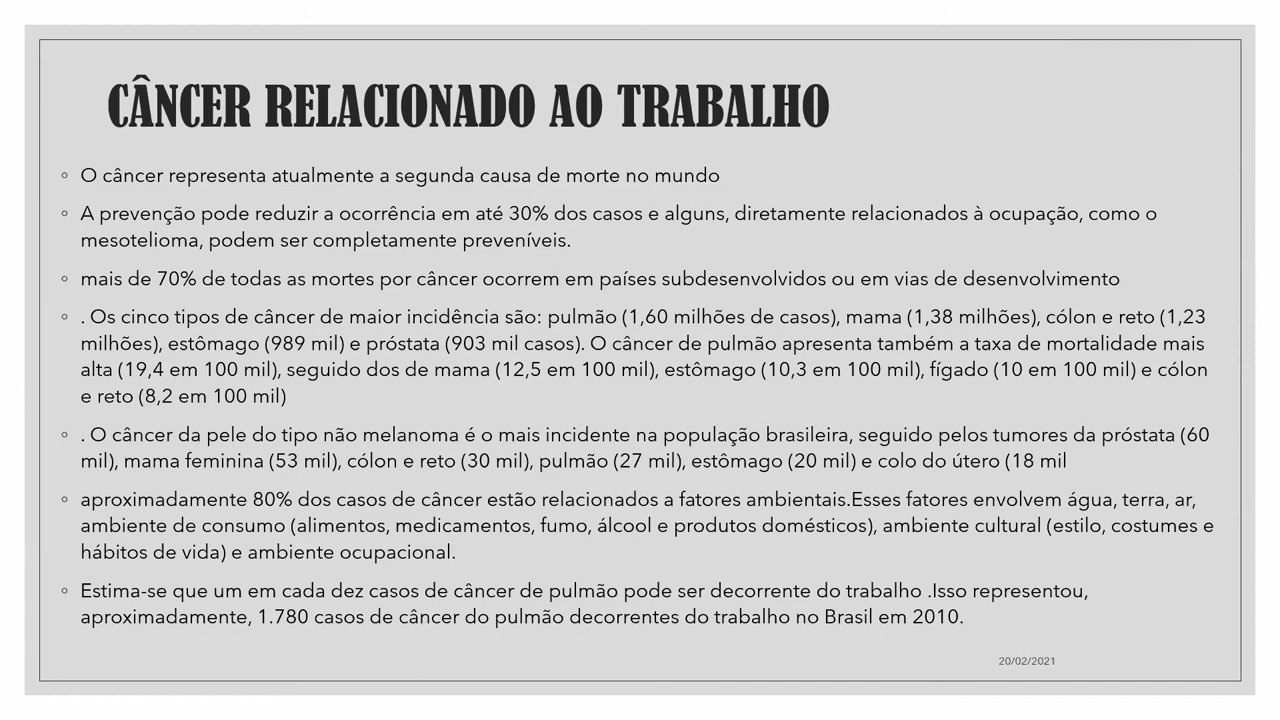 CÂNCER RELACIONADO AO TRABALHO
◦ O câncer representa atualmente a segunda causa de morte no mundo
◦ A prevenção pode reduzir a ocorrência em até 30% dos casos e alguns, diretamente relacionados à ocupação, como o
mesotelioma, podem ser completamente preveníveis.
◦ mais de 70% de todas as mortes por câncer ocorrem em países subdesenvolvidos ou em vias de desenvolvimento
◦ . Os cinco tipos de câncer de maior incidência são: pulmão (1,60 milhões de casos), mama (1,38 milhões), cólon e reto (1,23
milhões), estômago (989 mil) e próstata (903 mil casos). O câncer de pulmão apresenta também a taxa de mortalidade mais
alta (19,4 em 100 mil), seguido dos de mama (12,5 em 100 mil), estômago (10,3 em 100 mil), fígado (10 em 100 mil) e cólon
e reto (8,2 em 100 mil)
◦ . O câncer da pele do tipo não melanoma é o mais incidente na população brasileira, seguido pelos tumores da próstata (60
mil), mama feminina (53 mil), cólon e reto (30 mil), pulmão (27 mil), estômago (20 mil) e colo do útero (18 mil
◦ aproximadamente 80% dos casos de câncer estão relacionados a fatores ambientais.Esses fatores envolvem água, terra, ar,
ambiente de consumo (alimentos, medicamentos, fumo, álcool e produtos domésticos), ambiente cultural (estilo, costumes e
hábitos de vida) e ambiente ocupacional.
◦ Estima-se que um em cada dez casos de câncer de pulmão pode ser decorrente do trabalho .Isso representou,
aproximadamente, 1.780 casos de câncer do pulmão decorrentes do trabalho no Brasil em 2010.
20/02/2021